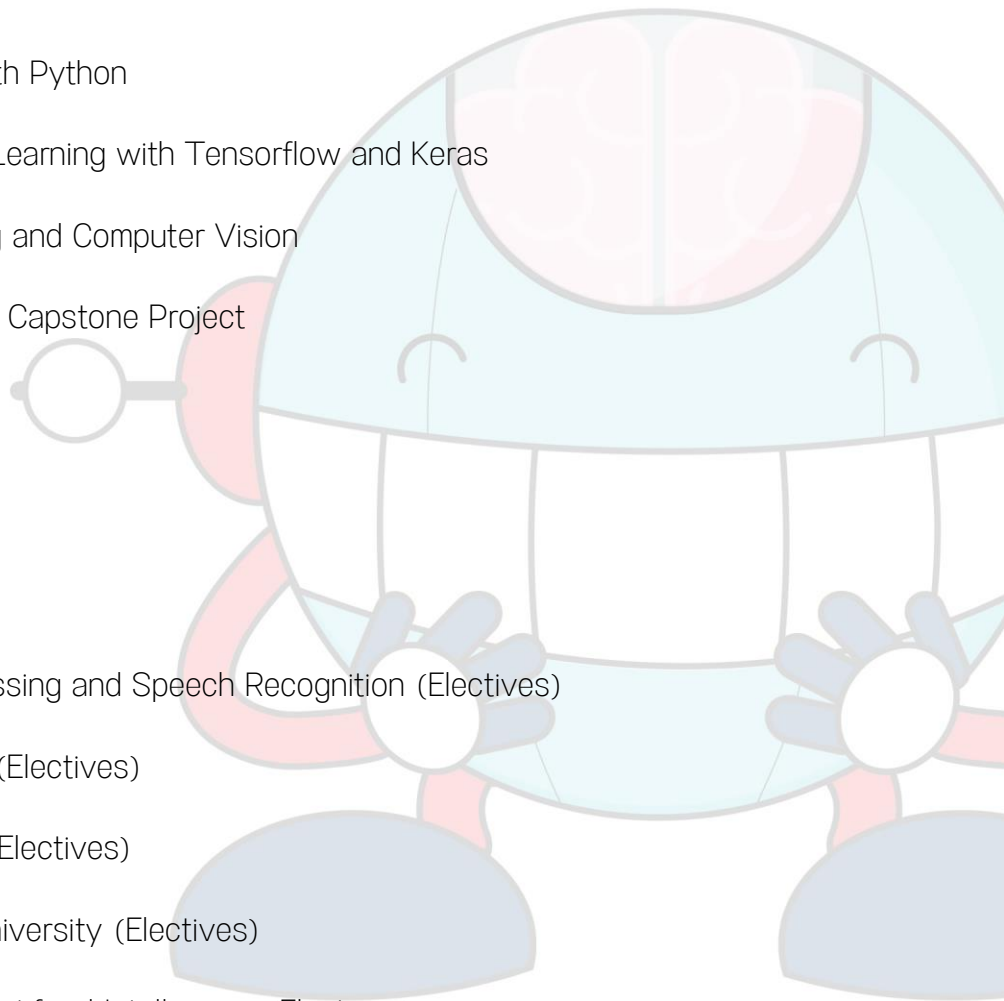 th Python
Learning with Tensorflow and Keras
g and Computer Vision
Capstone Project
ssing and Speech Recognition (Electives)
(Electives)
Electives)
niversity (Electives)